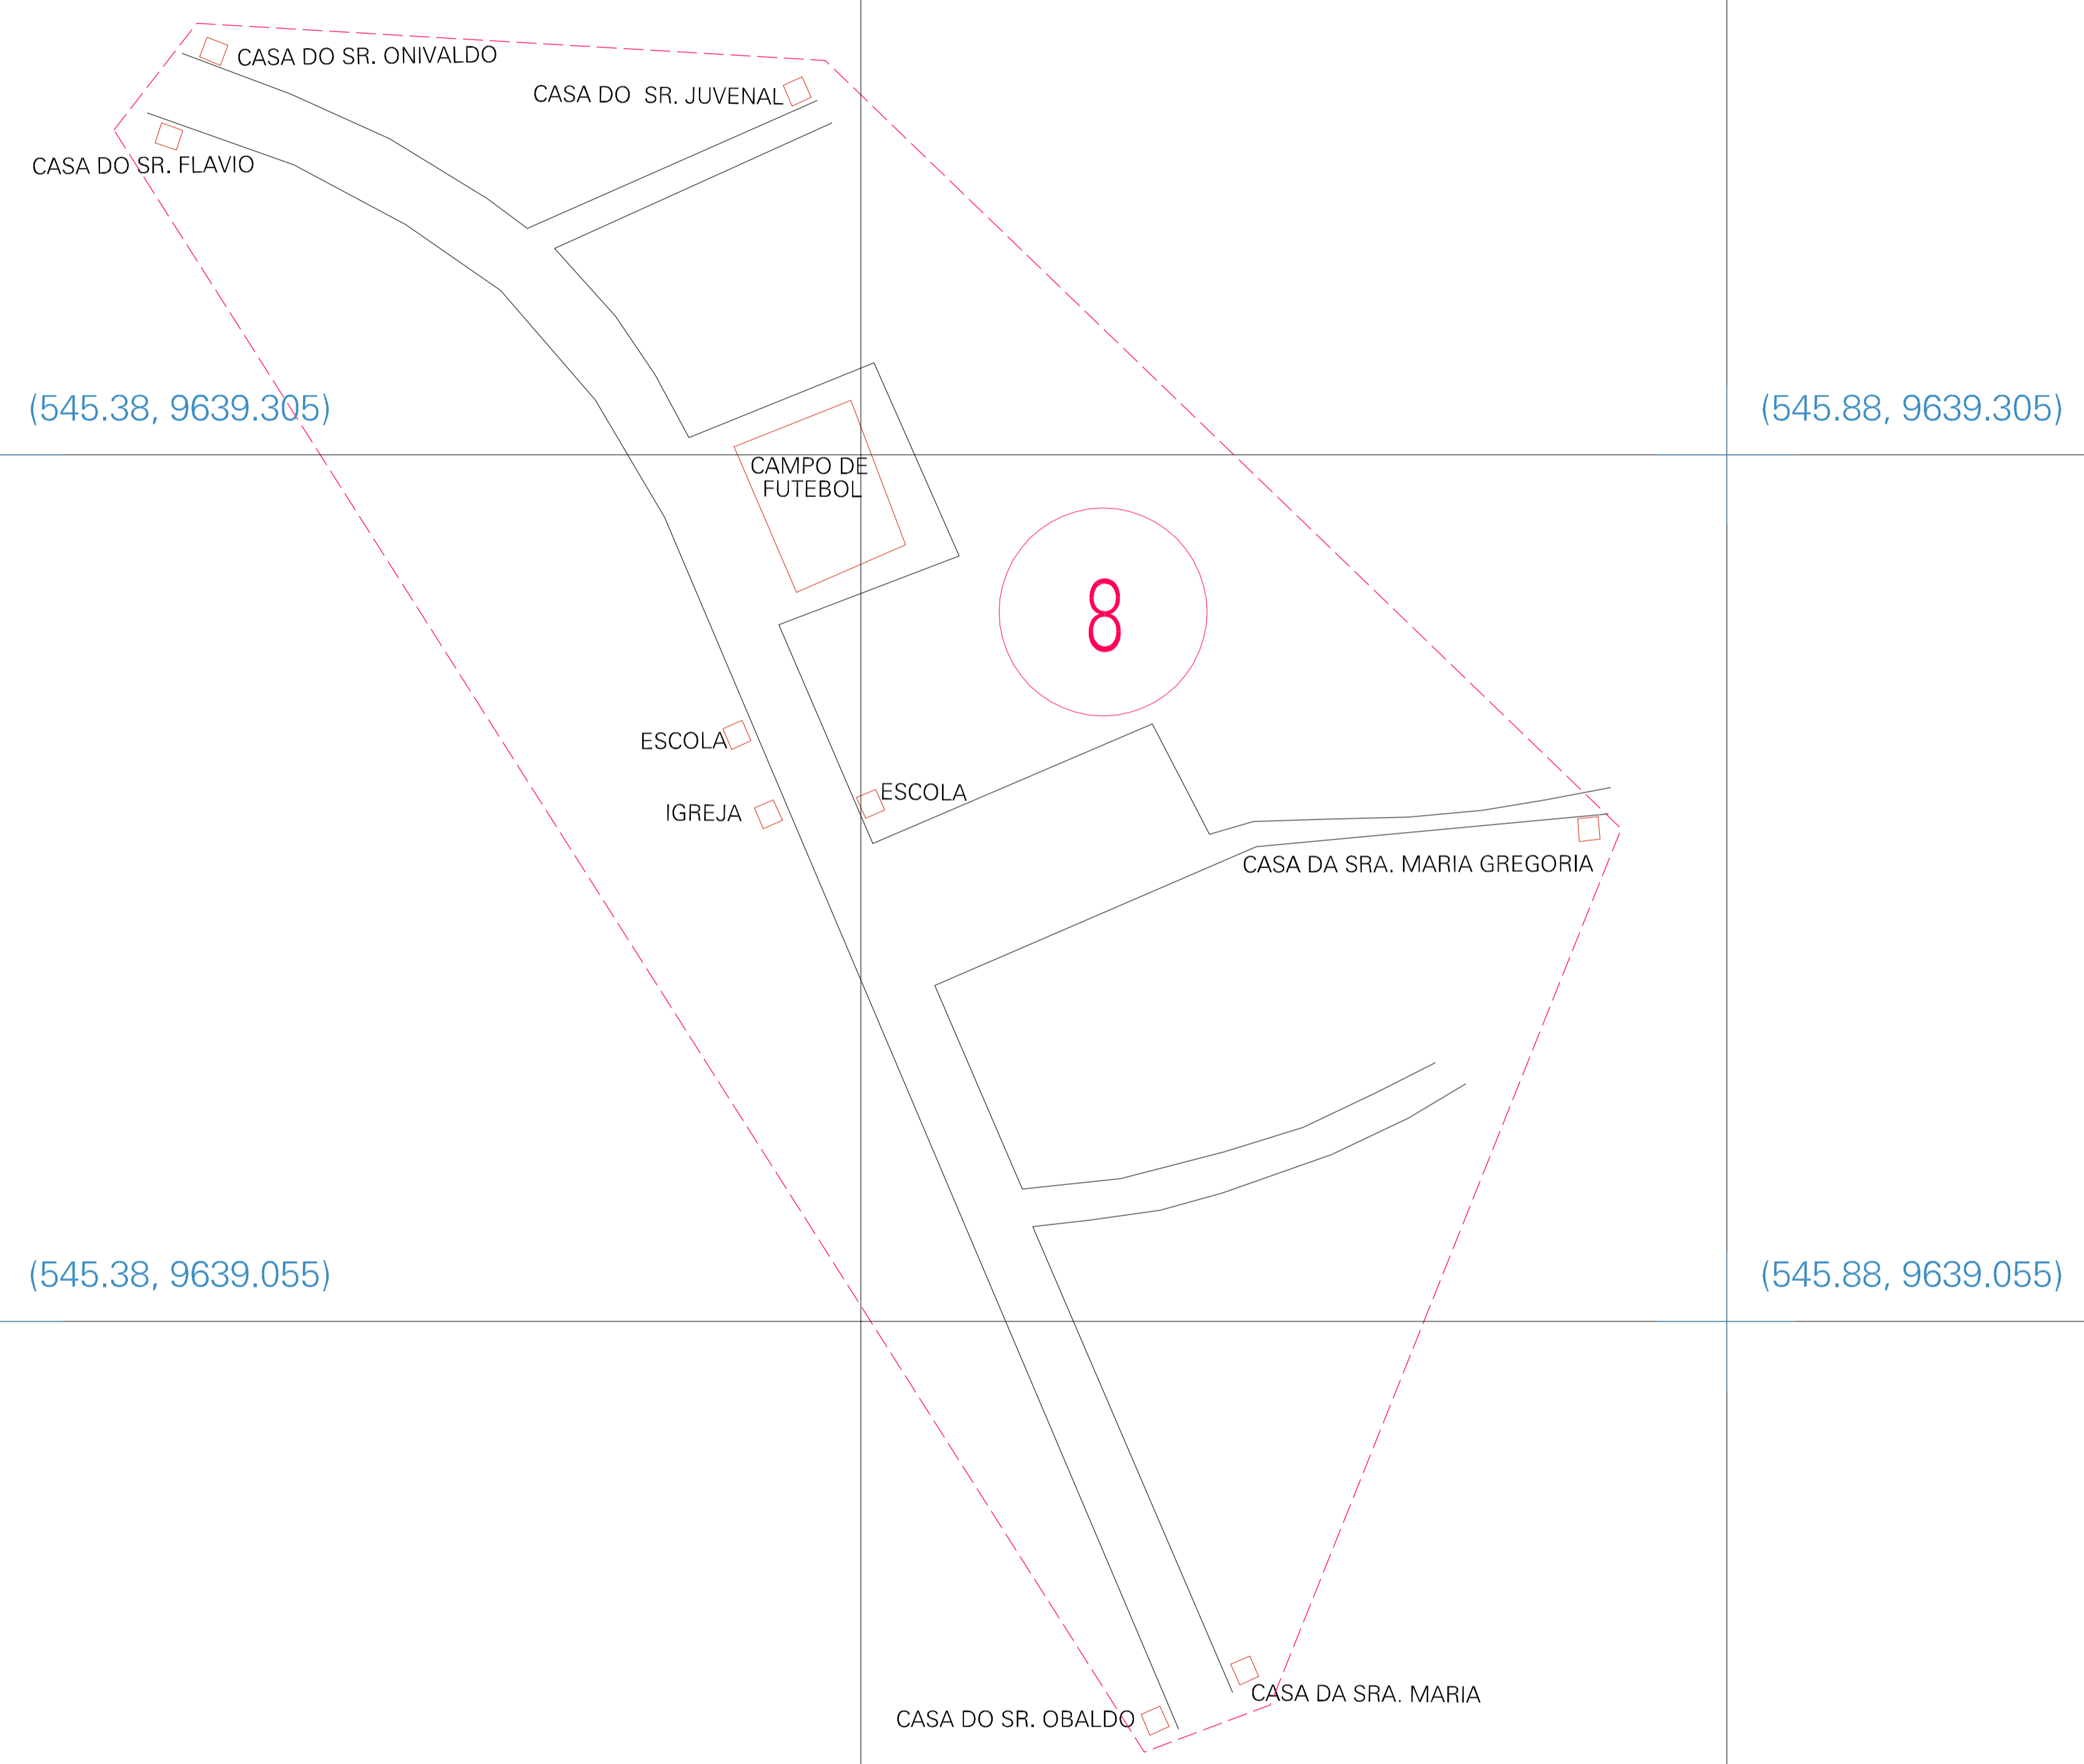 CASA DO SR. ONIVALDO
CASA DO SR. JUVENAL
CASA DO SR. FLAVIO
(545.38, 9639.305)
(545.88, 9639.305)
CAMPO DE
FUTEBOL
8
ESCOLA
ESCOLA
IGREJA
CASA DA SRA. MARIA GREGORIA
(545.38, 9639.055)
(545.88, 9639.055)
CASA DA SRA. MARIA
CASA DO SR. OBALDO